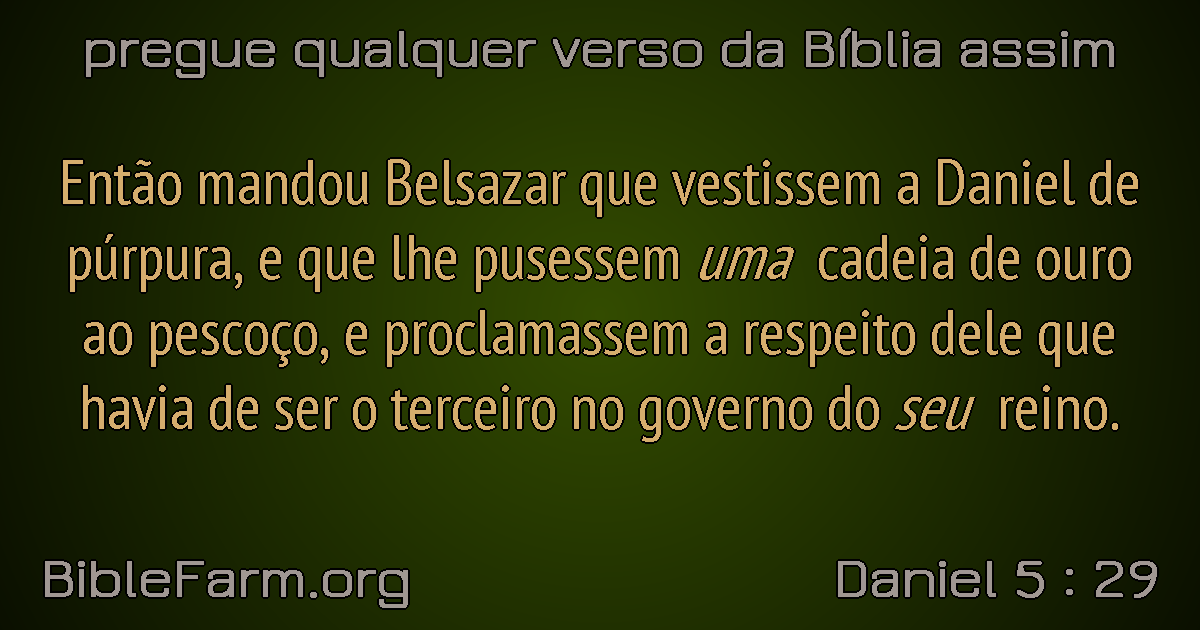 pregue qualquer verso da Bíblia assim
Então mandou Belsazar que vestissem a Daniel de
púrpura, e que lhe pusessem uma cadeia de ouro
ao pescoço, e proclamassem a respeito dele que
havia de ser o terceiro no governo do seu reino.
BibleFarm.org
Daniel 5 : 29